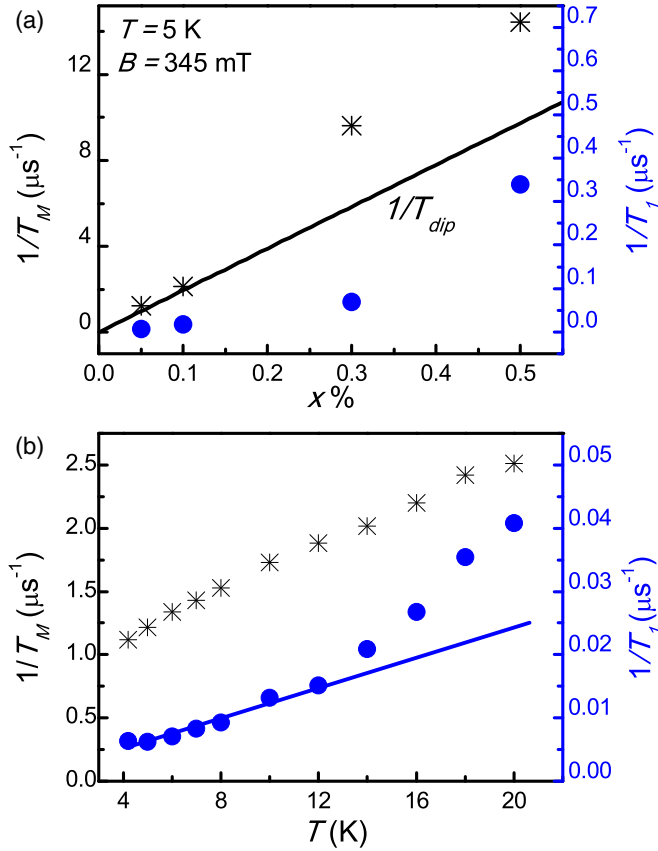 (a)
T = 5 K
B = 345 mT
1/T_dip
1/T_M (μs⁻¹)
0
4
8
12
1/T_1 (μs⁻¹)
0.7
0.6
0.5
0.4
0.3
0.2
0.1
0.0
0.0 0.1 0.2 0.3 0.4 0.5
x %
(b)
1/T_M (μs⁻¹)
2.5
2.0
1.5
1.0
0.5
0.0
1/T_1 (μs⁻¹)
0.05
0.04
0.03
0.02
0.01
0.00
4 8 12 16 20
T (K)